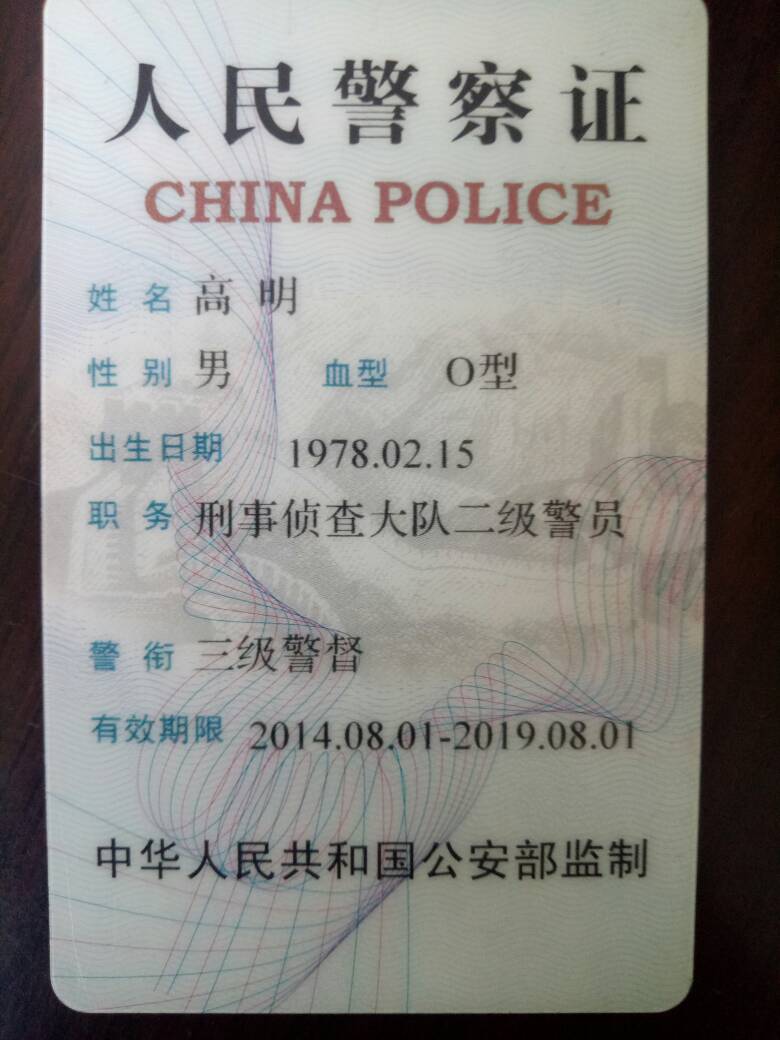 人民警察证
CHINA POLICE
姓名 高明
性别 男 血型 O型
出生日期 1978.02.15
职务 刑事侦查大队二级警员
警衔 三级警督
有效期限 2014.08.01-2019.08.01
中华人民共和国公安部监制